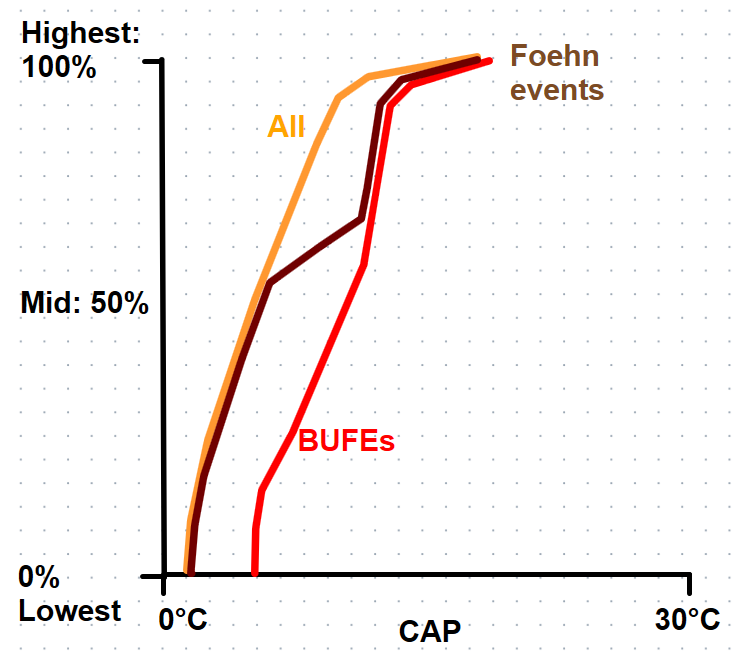 Highest:
100%
Foehn
events
All
Mid: 50%
BUFEs
0%
Lowest
0°C
CAP
30°C